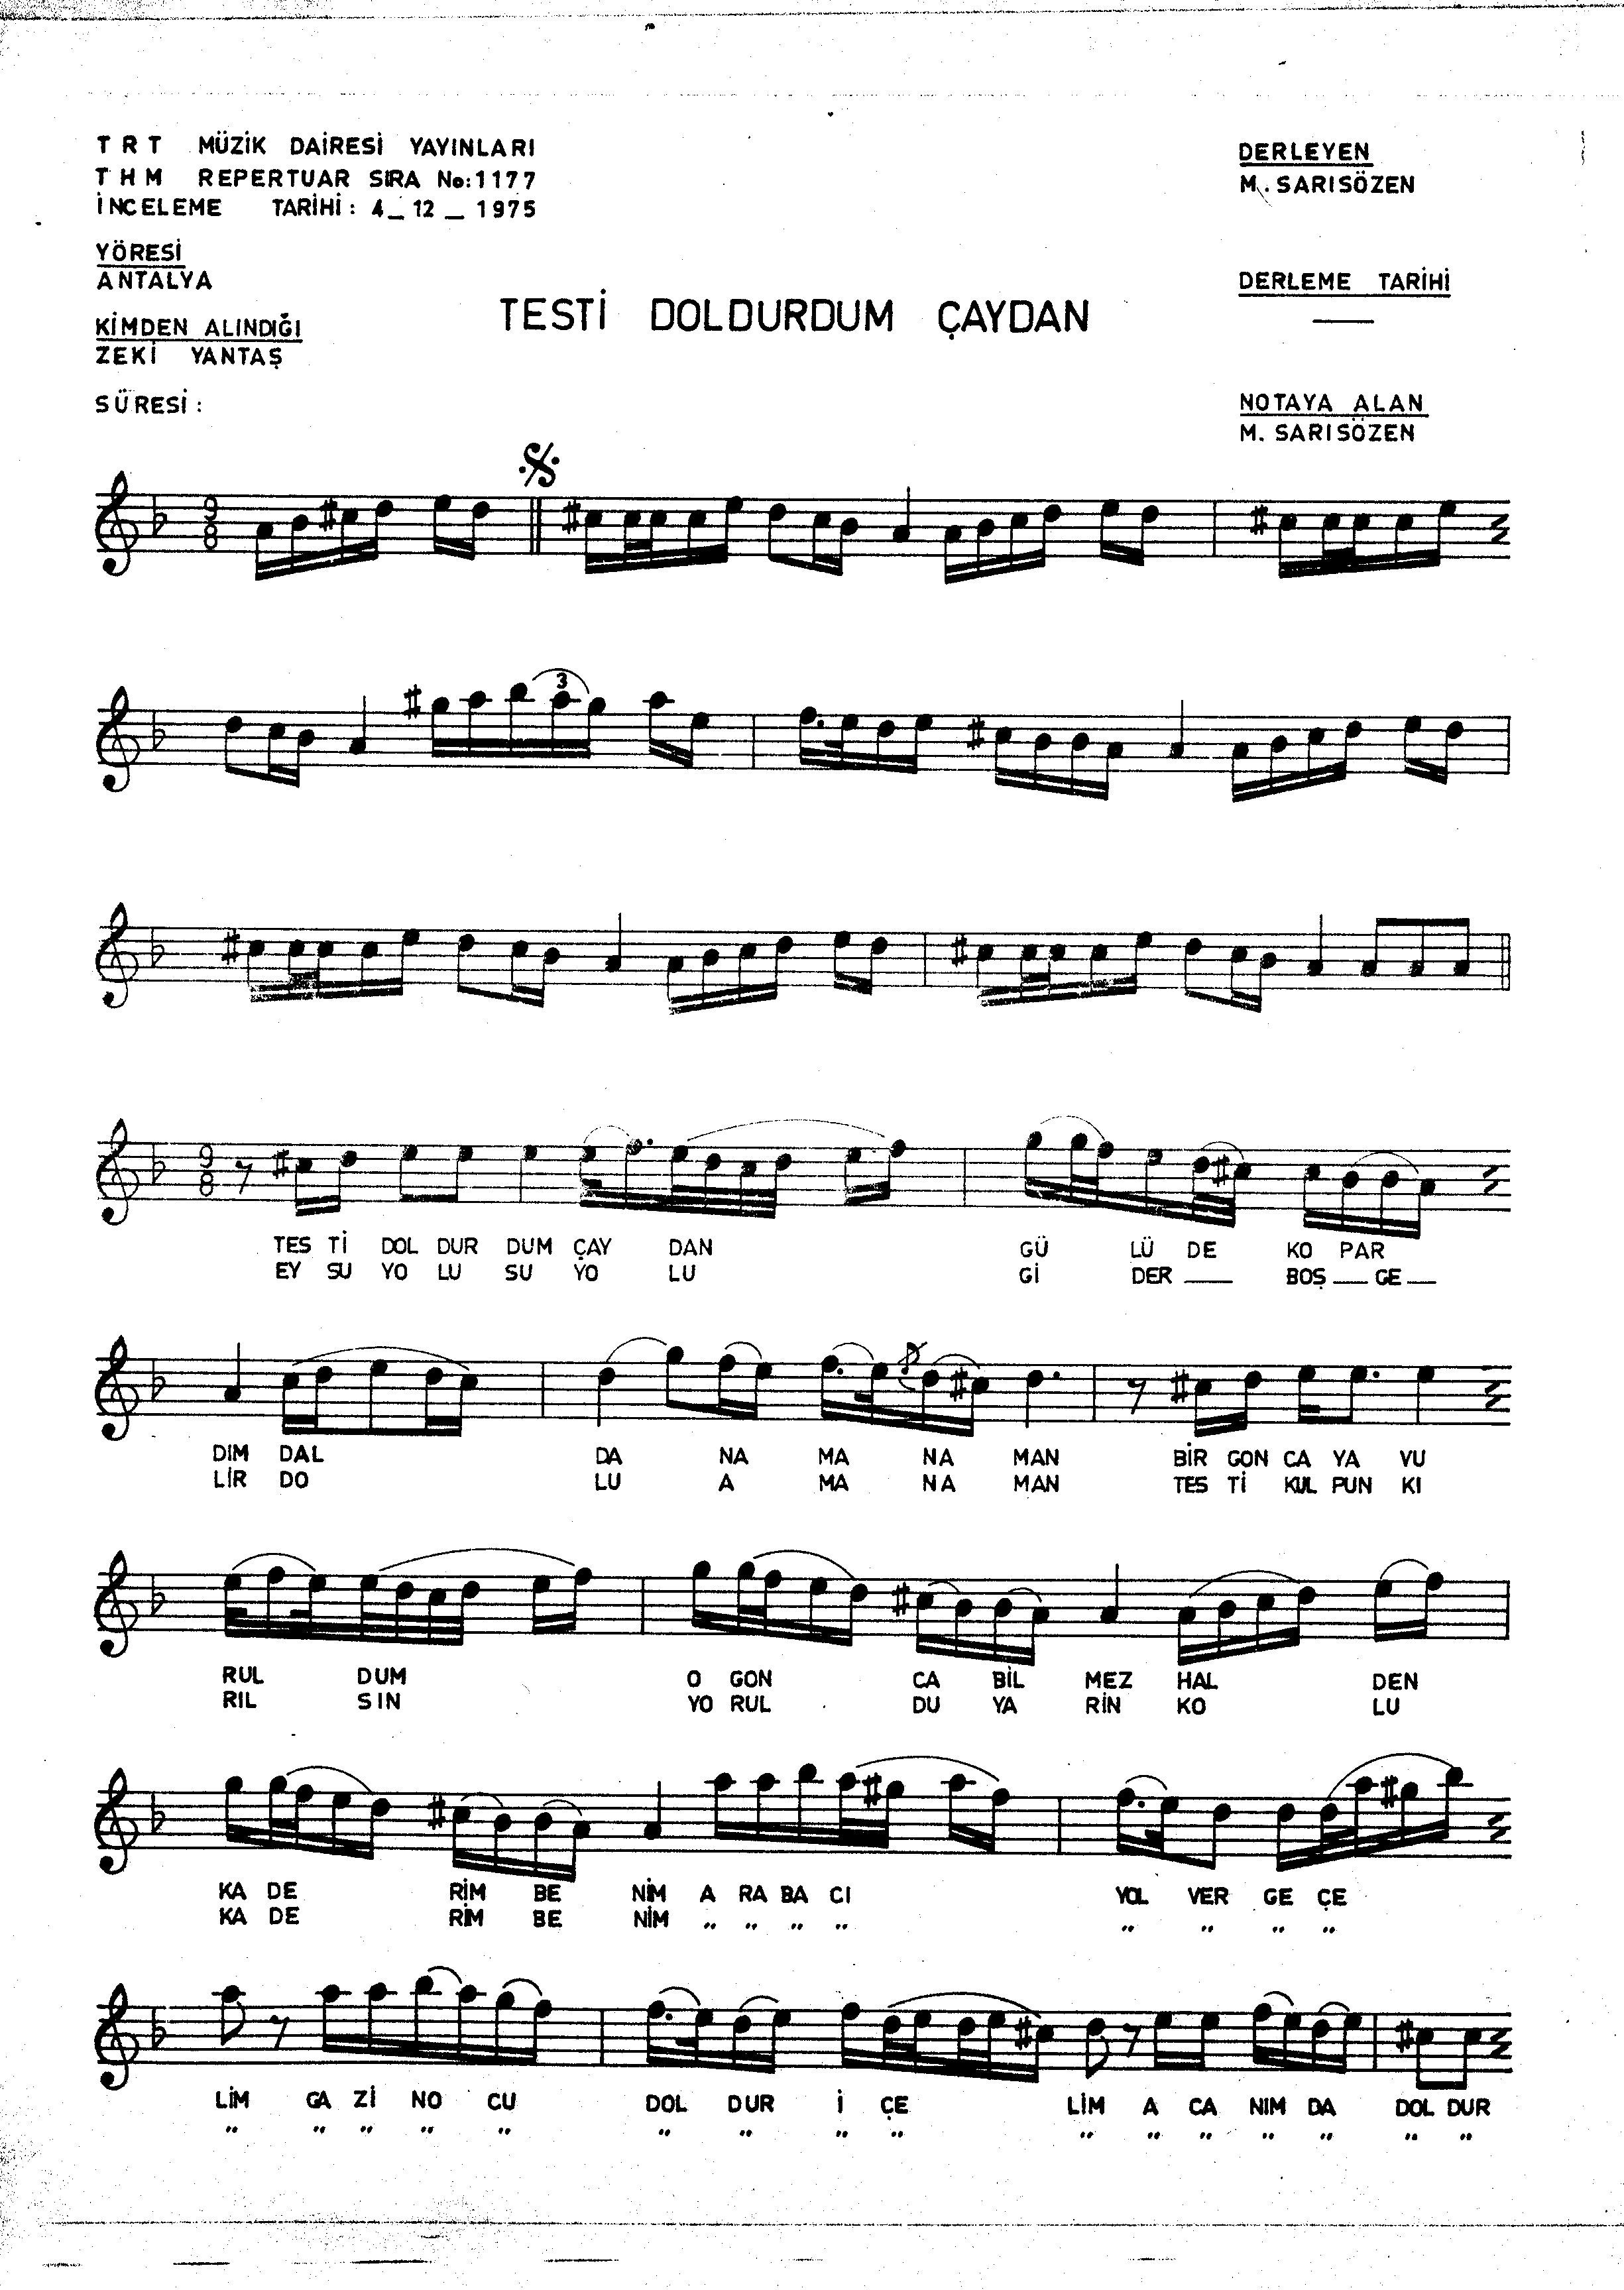 TRT MÜZİK DAİRESİ YAYINLARI
THM REPERTUAR SIRA No:1177
İNCELEME TARİHİ: 4_12_1975
DERLEYEN
M. SARISÖZEN
YÖRESİ
ANTALYA
DERLEME TARİHİ
KİMDEN ALINDIĞI
ZEKİ YANTAŞ
TESTİ DOLDURDUM ÇAYDAN
SÜRESİ:
NOTAYA ALAN
M. SARISÖZEN
9
8
3
9
8
TES Tİ DOL DUR DUM ÇAY DAN GÜ LÜ DE KO PAR
EY SU YO LU SU YO LU Gİ DER __ BOŞ __ GE __
DIM DAL DA NA MA NA MAN BİR GON CA YA VU
LİR DO LU A MA NA MAN TES Tİ KUL PUN KI
RUL DUM O GON CA BİL MEZ HAL DEN
RIL SIN YO RUL DU YA RİN KO LU
KA DE RİM BE NİM A RA BA CI YOL VER GE ÇE
KA DE RİM BE NİM ,, ,, ,, ,, ,, ,, ,, ,,
LİM GA Zİ NO CU DOL DUR İ ÇE LİM A CA NIM DA DOL DUR
,, ,, ,, ,, ,, ,, ,, ,, ,, ,, ,, ,, ,, ,, ,, ,,